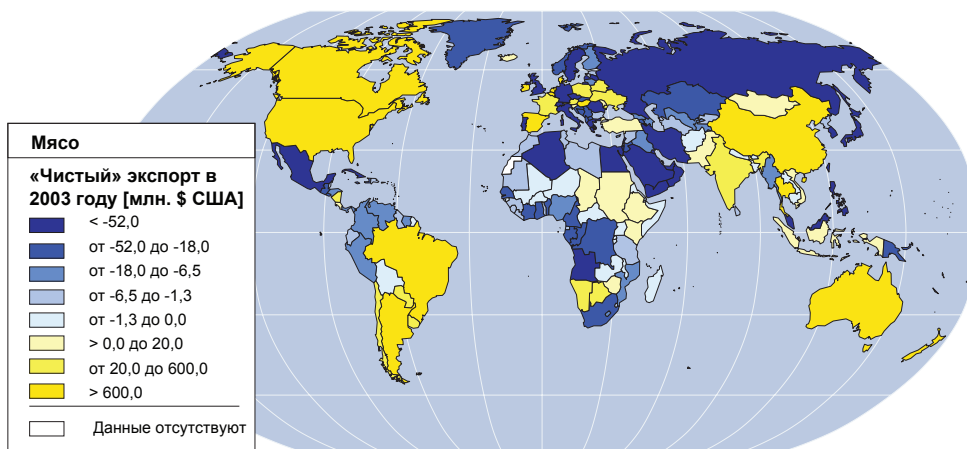 Мясо
«Чистый» экспорт в
2003 году [млн. $ США]
< -52,0
от -52,0 до -18,0
от -18,0 до -6,5
от -6,5 до -1,3
от -1,3 до 0,0
> 0,0 до 20,0
от 20,0 до 600,0
> 600,0
Данные отсутствуют